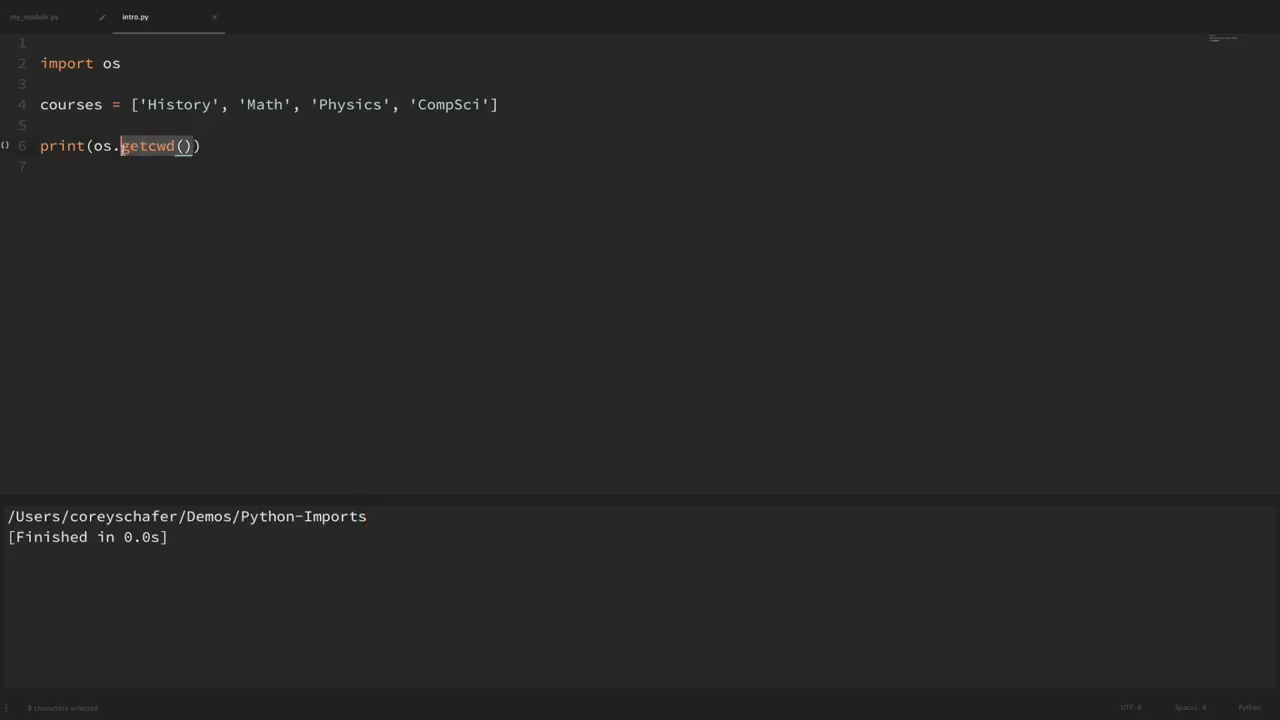 my_module.py intro.py ×
1
2 import os
3
4 courses = ['History', 'Math', 'Physics', 'CompSci']
5
() 6 print(os.getcwd())
7
/Users/coreyschafer/Demos/Python-Imports
[Finished in 0.0s]
8 characters selected UTF-8 Spaces: 4 Python